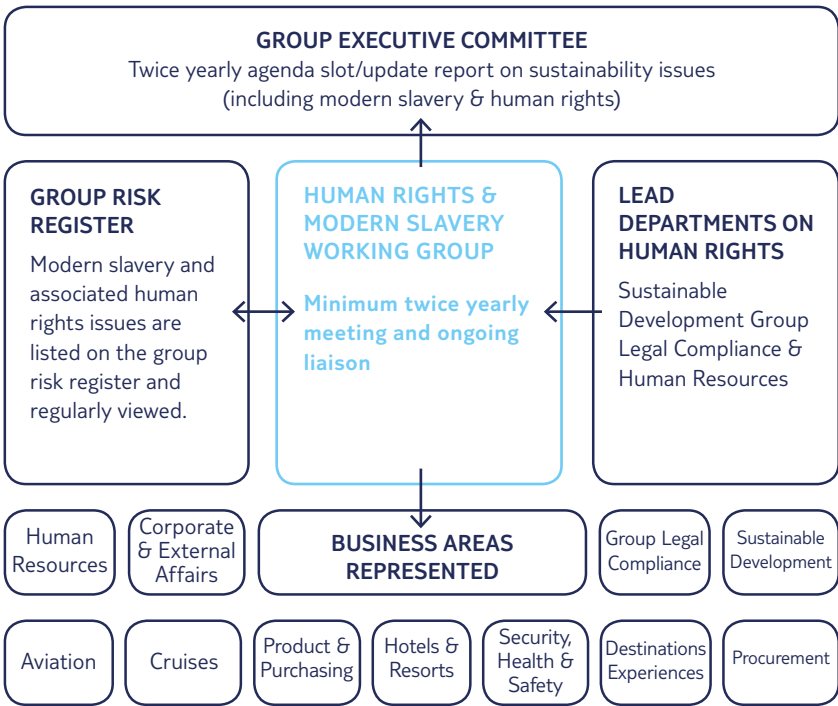 GROUP EXECUTIVE COMMITTEE
Twice yearly agenda slot/update report on sustainability issues
(including modern slavery & human rights)
GROUP RISK
REGISTER
Modern slavery and
associated human
rights issues are
listed on the group
risk register and
regularly viewed.
HUMAN RIGHTS &
MODERN SLAVERY
WORKING GROUP
Minimum twice yearly
meeting and ongoing
liaison
LEAD
DEPARTMENTS ON
HUMAN RIGHTS
Sustainable
Development Group
Legal Compliance &
Human Resources
Human
Resources
Corporate
& External
Affairs
BUSINESS AREAS
REPRESENTED
Group Legal
Compliance
Sustainable
Development
Aviation
Cruises
Product &
Purchasing
Hotels &
Resorts
Security,
Health &
Safety
Destinations
Experiences
Procurement